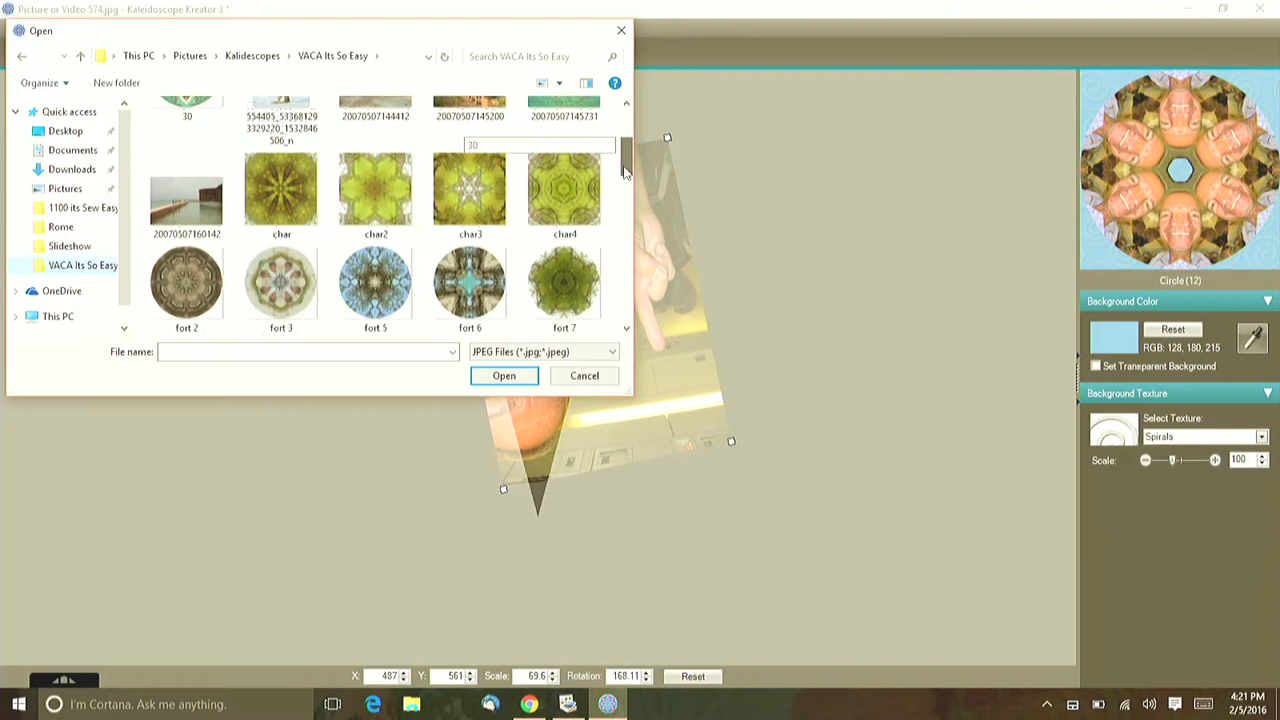 Picture or Video 574.jpg - Kaleidoscope Kreator 3 *
Open
This PC > Pictures > Kalidescopes > VACA Its So Easy >
Search VACA Its So Easy
Organize
New folder
Quick access
Desktop
Documents
Downloads
Pictures
1100 its Sew Easy
Rome
Slideshow
VACA Its So Easy
OneDrive
This PC
30
554405_53368129
3329220_1532846
506_n
20070507144412
20070507145200
20070507145731
30
20070507160142
char
char2
char3
char4
fort 2
fort 3
fort 5
fort 6
fort 7
File name:
JPEG Files (*.jpg;*.jpeg)
Open
Cancel
Circle (12)
Background Color
Reset
RGB: 128, 180, 215
Set Transparent Background
Background Texture
Select Texture:
Spirals
Scale:
100
X: 487
Y: 561
Scale: 69.6
Rotation: 168.11
Reset
I'm Cortana. Ask me anything.
4:21 PM
2/5/2016